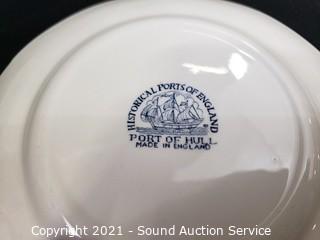 HISTORICAL PORTS OF ENGLAND
PORT OF HULL
MADE IN ENGLAND
Copyright 2021 - Sound Auction Service